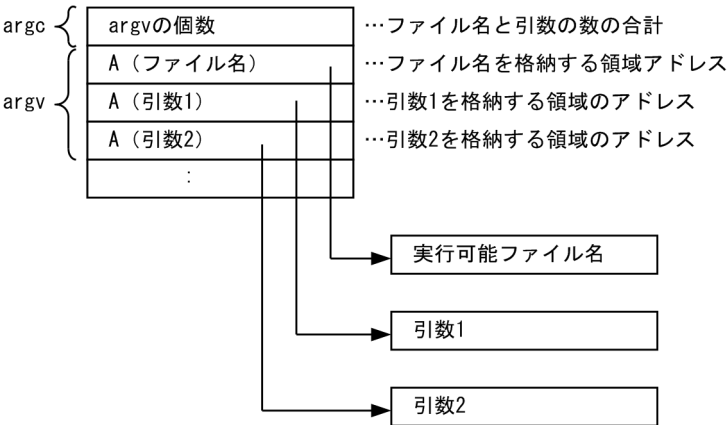 argc argvの個数 …ファイル名と引数の数の合計
A（ファイル名） …ファイル名を格納する領域アドレス
argv A（引数1） …引数1を格納する領域のアドレス
A（引数2） …引数2を格納する領域のアドレス
:
実行可能ファイル名
引数1
引数2